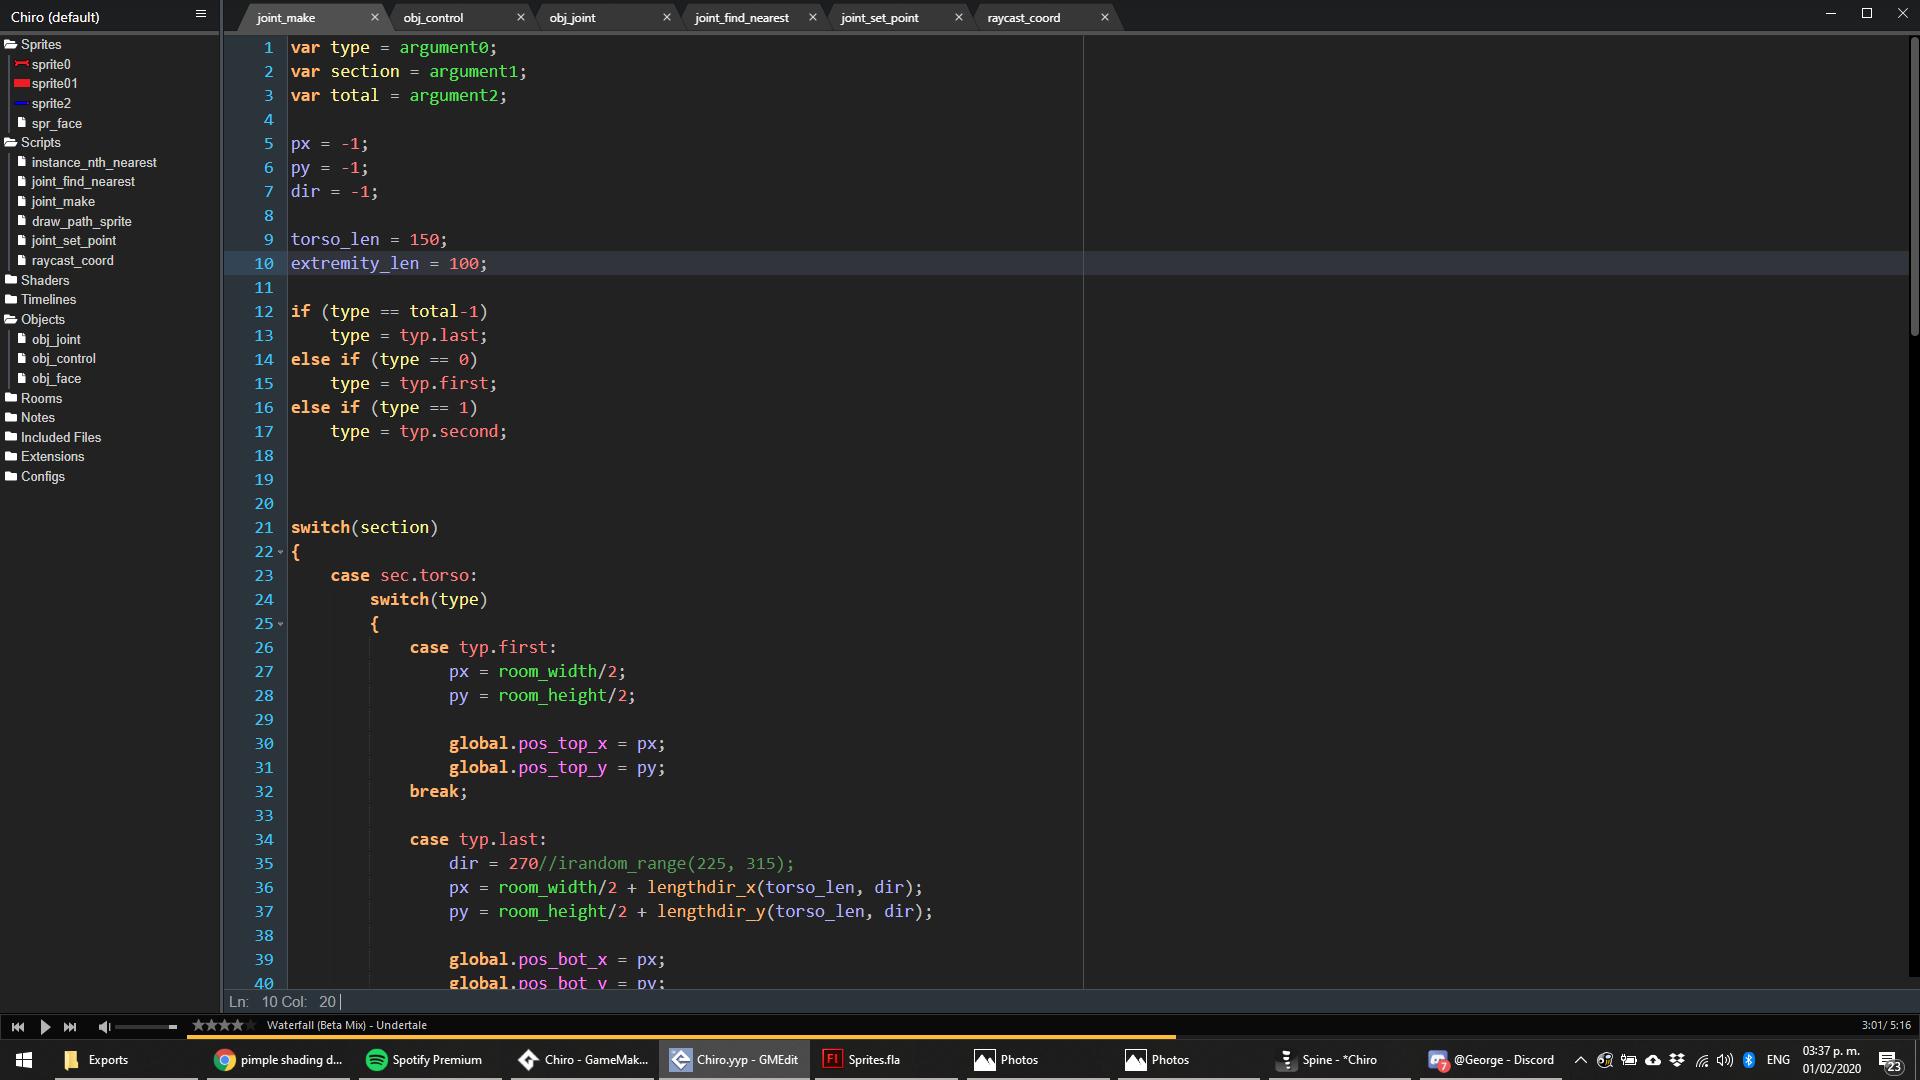 Chiro (default)
joint_make
obj_control
obj_joint
joint_find_nearest
joint_set_point
raycast_coord
Sprites
sprite0
sprite01
sprite2
spr_face
Scripts
instance_nth_nearest
joint_find_nearest
joint_make
draw_path_sprite
joint_set_point
raycast_coord
Shaders
Timelines
Objects
obj_joint
obj_control
obj_face
Rooms
Notes
Included Files
Extensions
Configs
1 var type = argument0;
2 var section = argument1;
3 var total = argument2;
4
5 px = -1;
6 py = -1;
7 dir = -1;
8
9 torso_len = 150;
10 extremity_len = 100;
11
12 if (type == total-1)
13 type = typ.last;
14 else if (type == 0)
15 type = typ.first;
16 else if (type == 1)
17 type = typ.second;
18
19
20
21 switch(section)
22 {
23 case sec.torso:
24 switch(type)
25 {
26 case typ.first:
27 px = room_width/2;
28 py = room_height/2;
29
30 global.pos_top_x = px;
31 global.pos_top_y = py;
32 break;
33
34 case typ.last:
35 dir = 270//irandom_range(225, 315);
36 px = room_width/2 + lengthdir_x(torso_len, dir);
37 py = room_height/2 + lengthdir_y(torso_len, dir);
38
39 global.pos_bot_x = px;
40 global.pos_bot_y = py;
Ln: 10 Col: 20
Waterfall (Beta Mix) - Undertale
3:01/ 5:16
Exports
pimple shading d...
Spotify Premium
Chiro - GameMak...
Chiro.yyp - GMEdit
Fl
Sprites.fla
Photos
Photos
Spine - *Chiro
7
@George - Discord
ENG
03:37 p. m.
01/02/2020
23